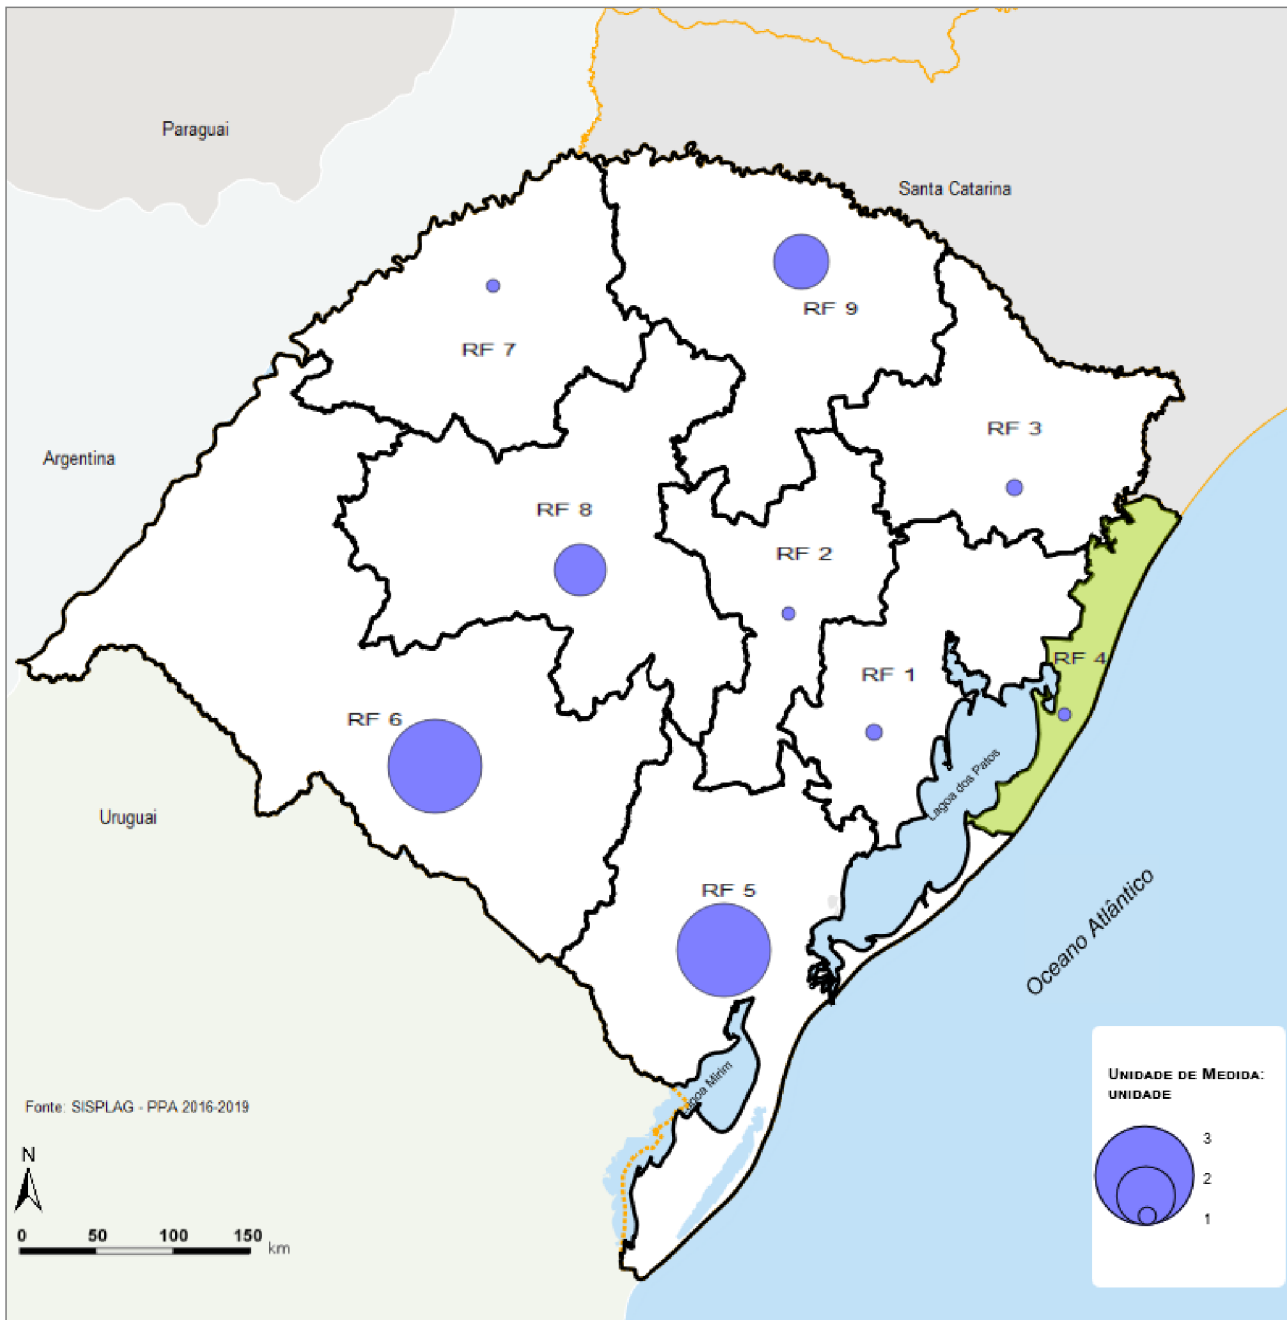 Paraguai
Santa Catarina
RF 9
RF 7
RF 3
Argentina
RF 8
RF 2
RF 4
RF 1
RF 6
Lagoa dos Patos
Uruguai
RF 5
Oceano Atlântico
UNIDADE DE MEDIDA:
UNIDADE
Lagoa Mirim
Fonte: SISPLAG - PPA 2016-2019
3
2
1
N
0 50 100 150 km